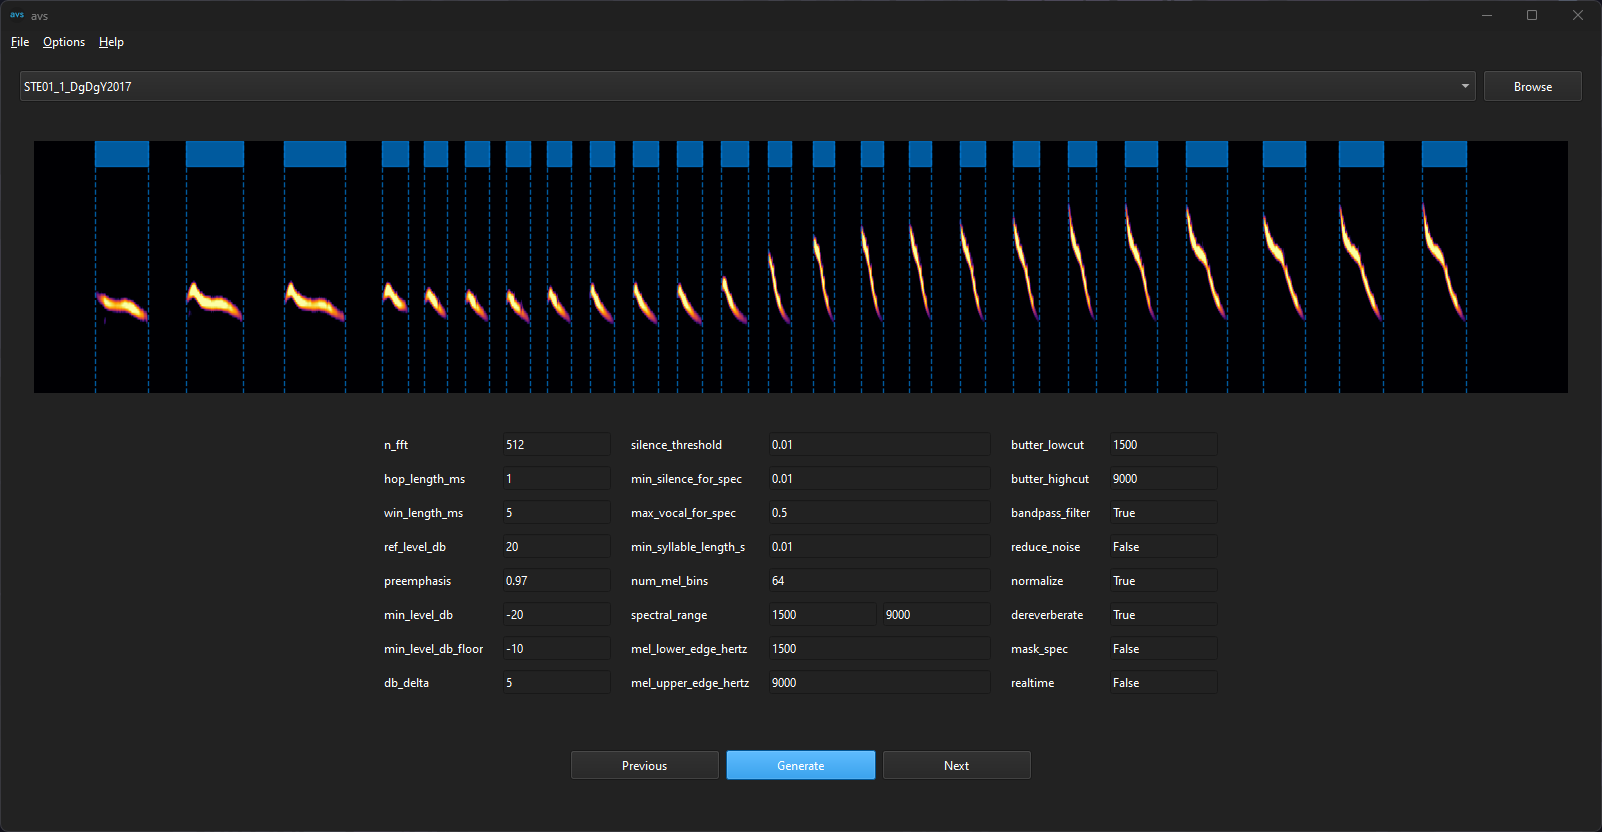 avs avs
File Options Help
STE01_1_DgDgY2017 Browse
n_fft 512 silence_threshold 0.01 butter_lowcut 1500
hop_length_ms 1 min_silence_for_spec 0.01 butter_highcut 9000
win_length_ms 5 max_vocal_for_spec 0.5 bandpass_filter True
ref_level_db 20 min_syllable_length_s 0.01 reduce_noise False
preemphasis 0.97 num_mel_bins 64 normalize True
min_level_db -20 spectral_range 1500 9000 dereverberate True
min_level_db_floor -10 mel_lower_edge_hertz 1500 mask_spec False
db_delta 5 mel_upper_edge_hertz 9000 realtime False
Previous Generate Next